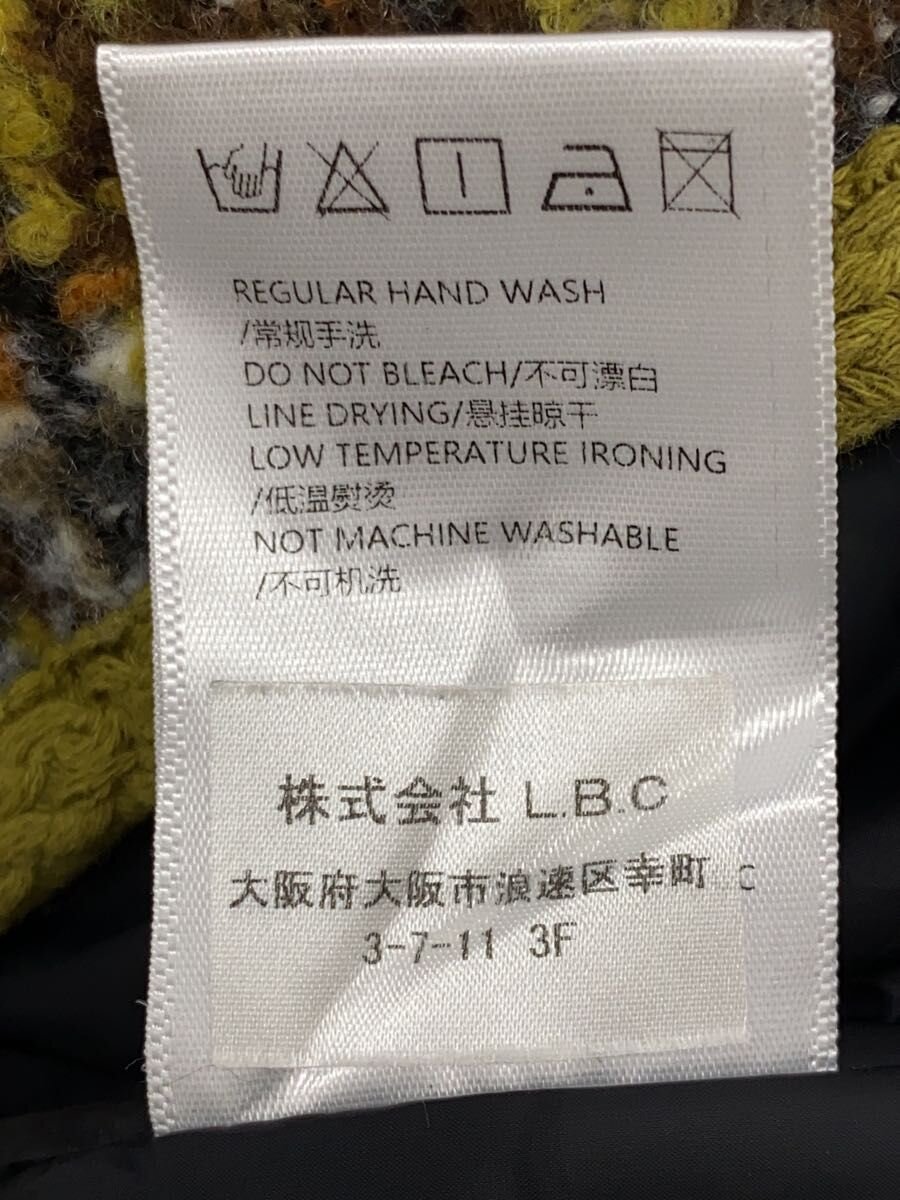 REGULAR HAND WASH
/常规手洗
DO NOT BLEACH/不可漂白
LINE DRYING/悬挂晾干
LOW TEMPERATURE IRONING
/低温熨烫
NOT MACHINE WASHABLE
/不可机洗
株式会社 L.B.C
大阪府大阪市浪速区幸町 C
3-7-11 3F